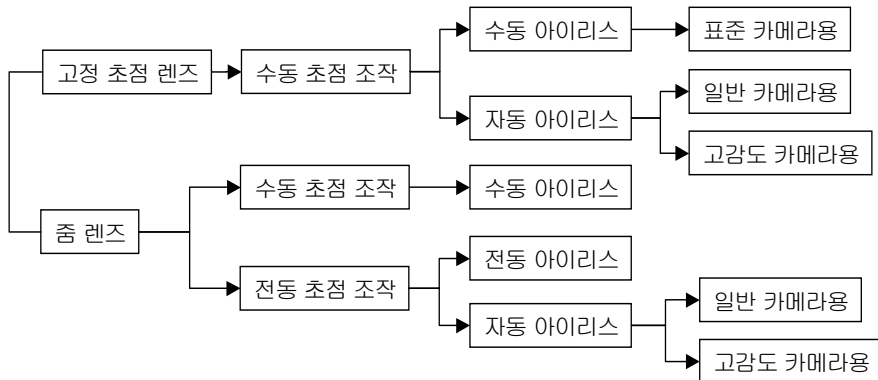 고정 초점 렌즈
수동 초점 조작
수동 아이리스
표준 카메라용
자동 아이리스
일반 카메라용
고감도 카메라용
줌 렌즈
수동 초점 조작
수동 아이리스
전동 초점 조작
전동 아이리스
자동 아이리스
일반 카메라용
고감도 카메라용